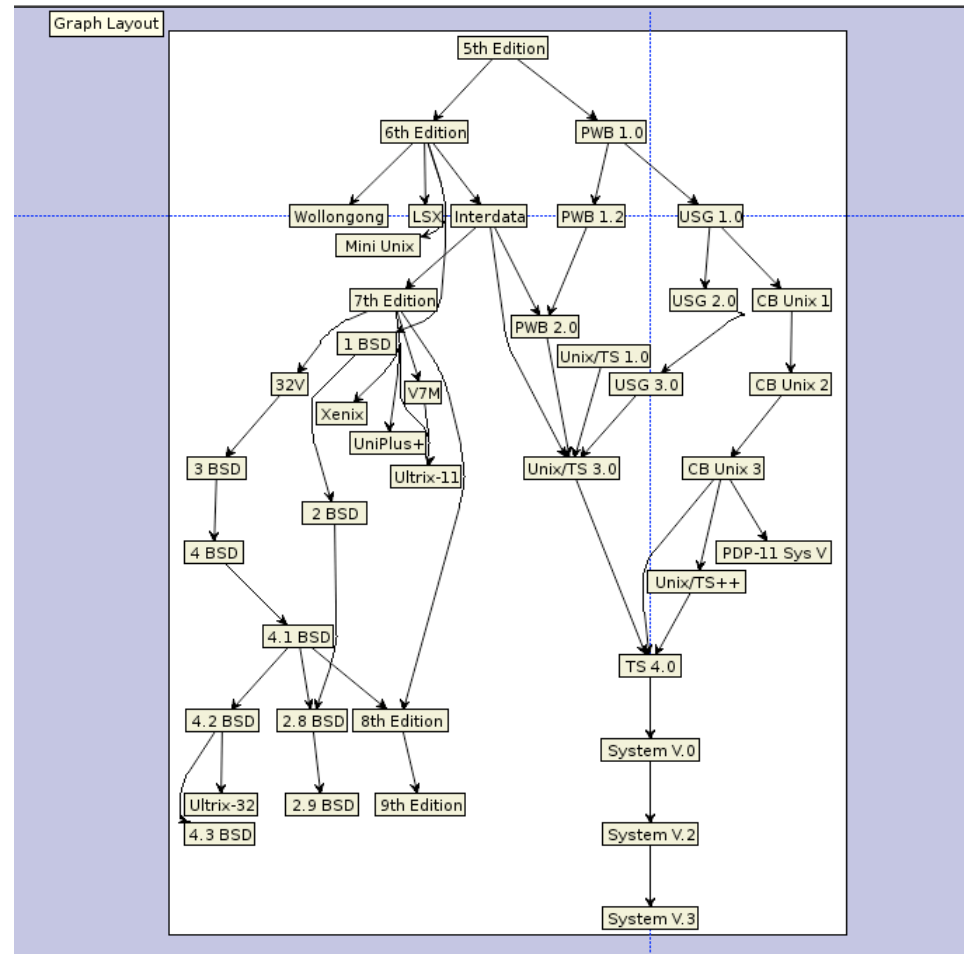 Graph Layout
5th Edition
6th Edition
PWB 1.0
Wollongong
LSX
Interdata
PWB 1.2
USG 1.0
Mini Unix
7th Edition
USG 2.0
CB Unix 1
PWB 2.0
1 BSD
Unix/TS 1.0
32V
V7M
USG 3.0
CB Unix 2
Xenix
UniPlus+
3 BSD
Ultrix-11
Unix/TS 3.0
CB Unix 3
2 BSD
4 BSD
PDP-11 Sys V
Unix/TS++
4.1 BSD
TS 4.0
4.2 BSD
2.8 BSD
8th Edition
System V.0
Ultrix-32
2.9 BSD
9th Edition
4.3 BSD
System V.2
System V.3